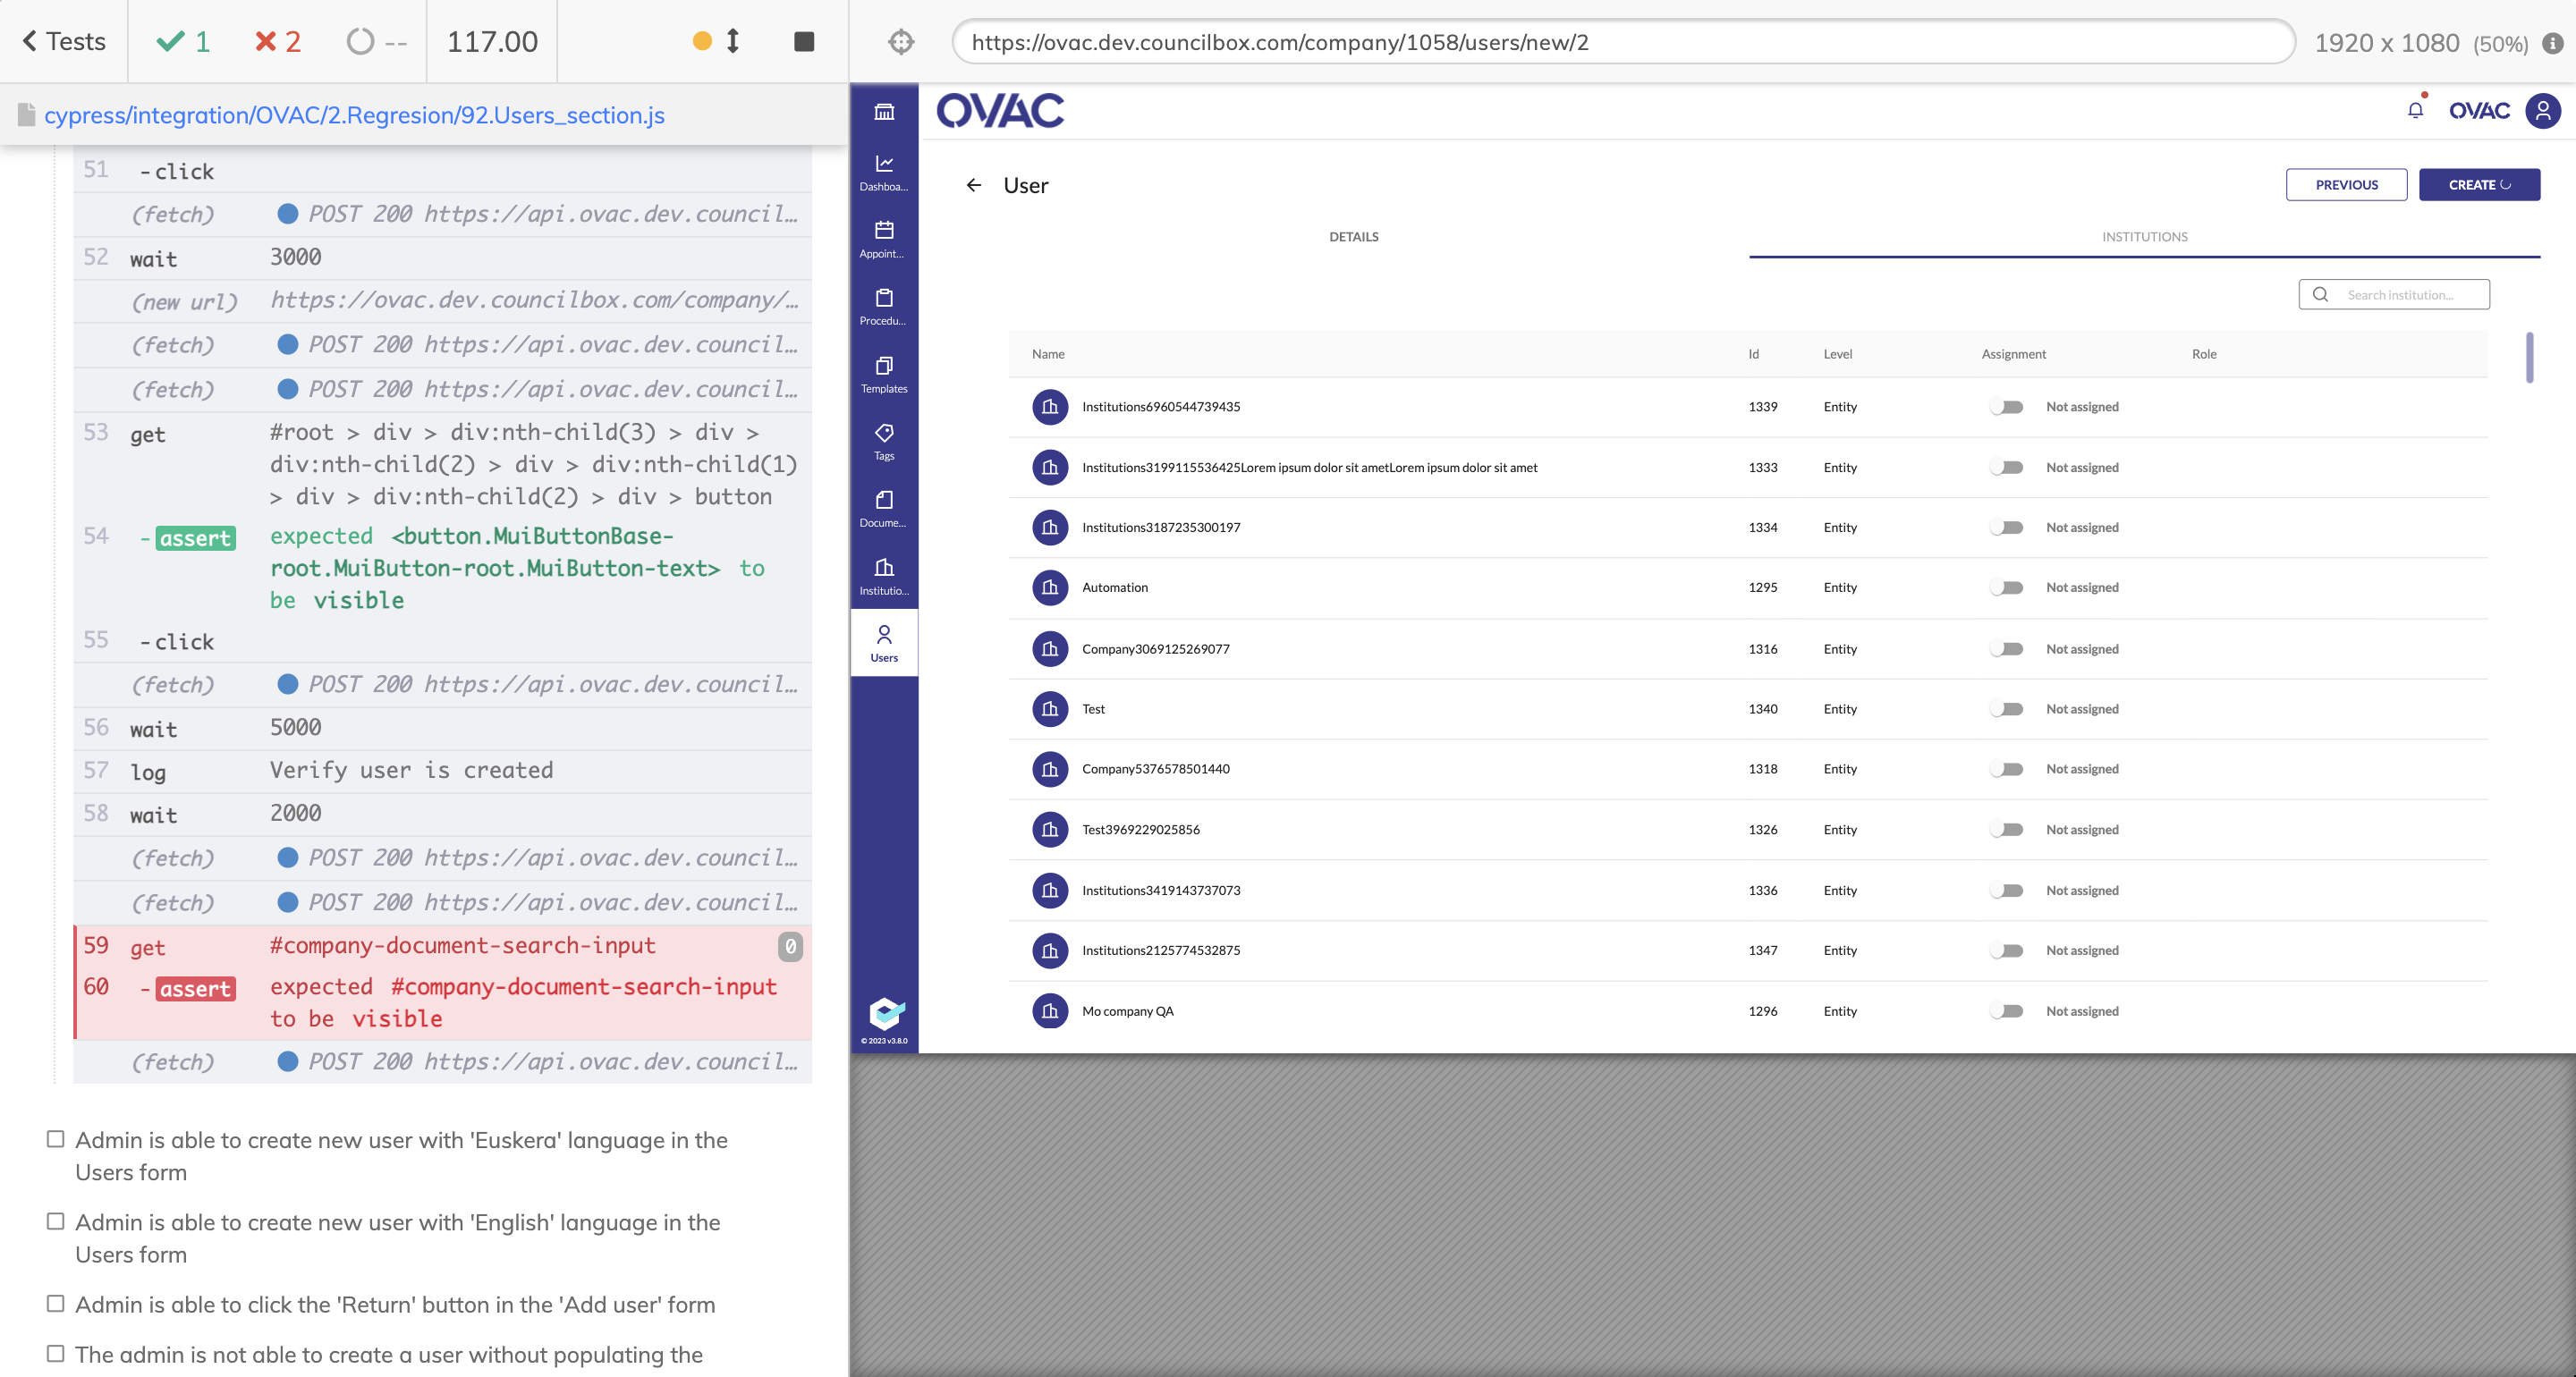 Tests
1
2
--
117.00
cypress/integration/OVAC/2.Regresion/92.Users_section.js
51 -click
(fetch) POST 200 https://api.ovac.dev.council…
52 wait 3000
(new url) https://ovac.dev.councilbox.com/company/…
(fetch) POST 200 https://api.ovac.dev.council…
(fetch) POST 200 https://api.ovac.dev.council…
53 get #root > div > div:nth-child(3) > div >
div:nth-child(2) > div > div:nth-child(1)
> div > div:nth-child(2) > div > button
54 -assert expected <button.MuiButtonBase-
root.MuiButton-root.MuiButton-text> to
be visible
55 -click
(fetch) POST 200 https://api.ovac.dev.council…
56 wait 5000
57 log Verify user is created
58 wait 2000
(fetch) POST 200 https://api.ovac.dev.council…
(fetch) POST 200 https://api.ovac.dev.council…
59 get #company-document-search-input 0
60 -assert expected #company-document-search-input
to be visible
(fetch) POST 200 https://api.ovac.dev.council…
Admin is able to create new user with 'Euskera' language in the
Users form
Admin is able to create new user with 'English' language in the
Users form
Admin is able to click the 'Return' button in the 'Add user' form
The admin is not able to create a user without populating the
https://ovac.dev.councilbox.com/company/1058/users/new/2
1920 x 1080 (50%)
OVAC
OVAC
Dashboa...
Appoint...
Procedu...
Templates
Tags
Docume...
Institutio...
Users
© 2023 v3.8.0
User
PREVIOUS
CREATE
DETAILS
INSTITUTIONS
Search institution...
Name Id Level Assignment Role
Institutions6960544739435 1339 Entity Not assigned
Institutions3199115536425Lorem ipsum dolor sit ametLorem ipsum dolor sit amet 1333 Entity Not assigned
Institutions3187235300197 1334 Entity Not assigned
Automation 1295 Entity Not assigned
Company3069125269077 1316 Entity Not assigned
Test 1340 Entity Not assigned
Company5376578501440 1318 Entity Not assigned
Test3969229025856 1326 Entity Not assigned
Institutions3419143737073 1336 Entity Not assigned
Institutions2125774532875 1347 Entity Not assigned
Mo company QA 1296 Entity Not assigned